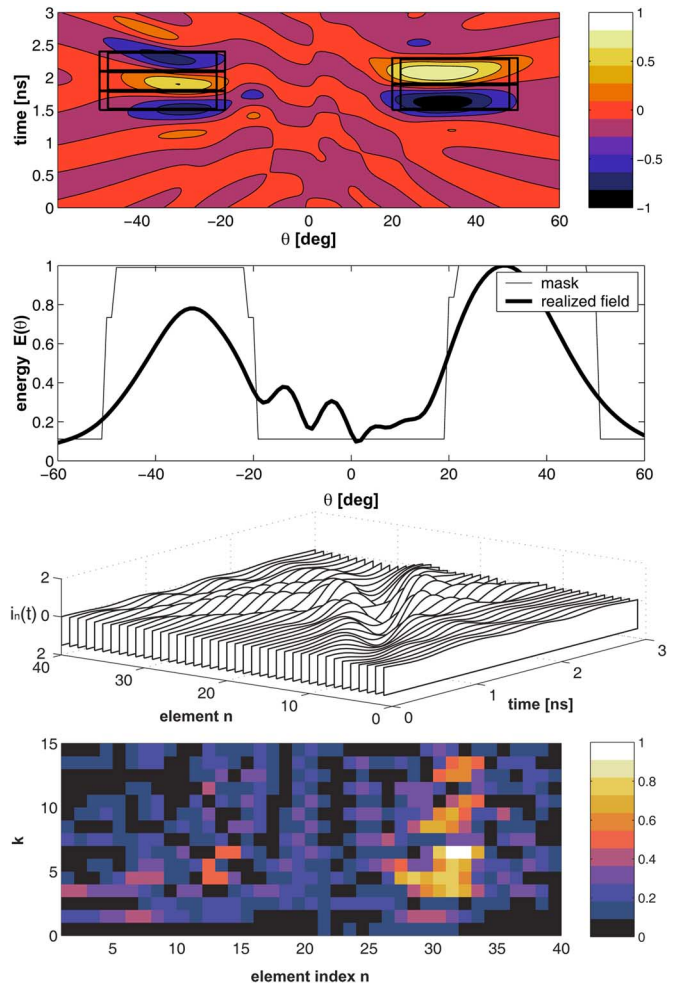 3
2.5
2
1.5
1
0.5
0
time [ns]
−40 −20 0 20 40 60
θ [deg]
1
0.5
0
−0.5
−1
1
0.8
0.6
0.4
0.2
0
energy E(θ)
mask
realized field
−60 −40 −20 0 20 40 60
θ [deg]
2
iₙ(t) 0
2
40
30
20
10
0
element n
0
1
2
3
time [ns]
15
10
5
0
k
5 10 15 20 25 30 35 40
element index n
1
0.8
0.6
0.4
0.2
0